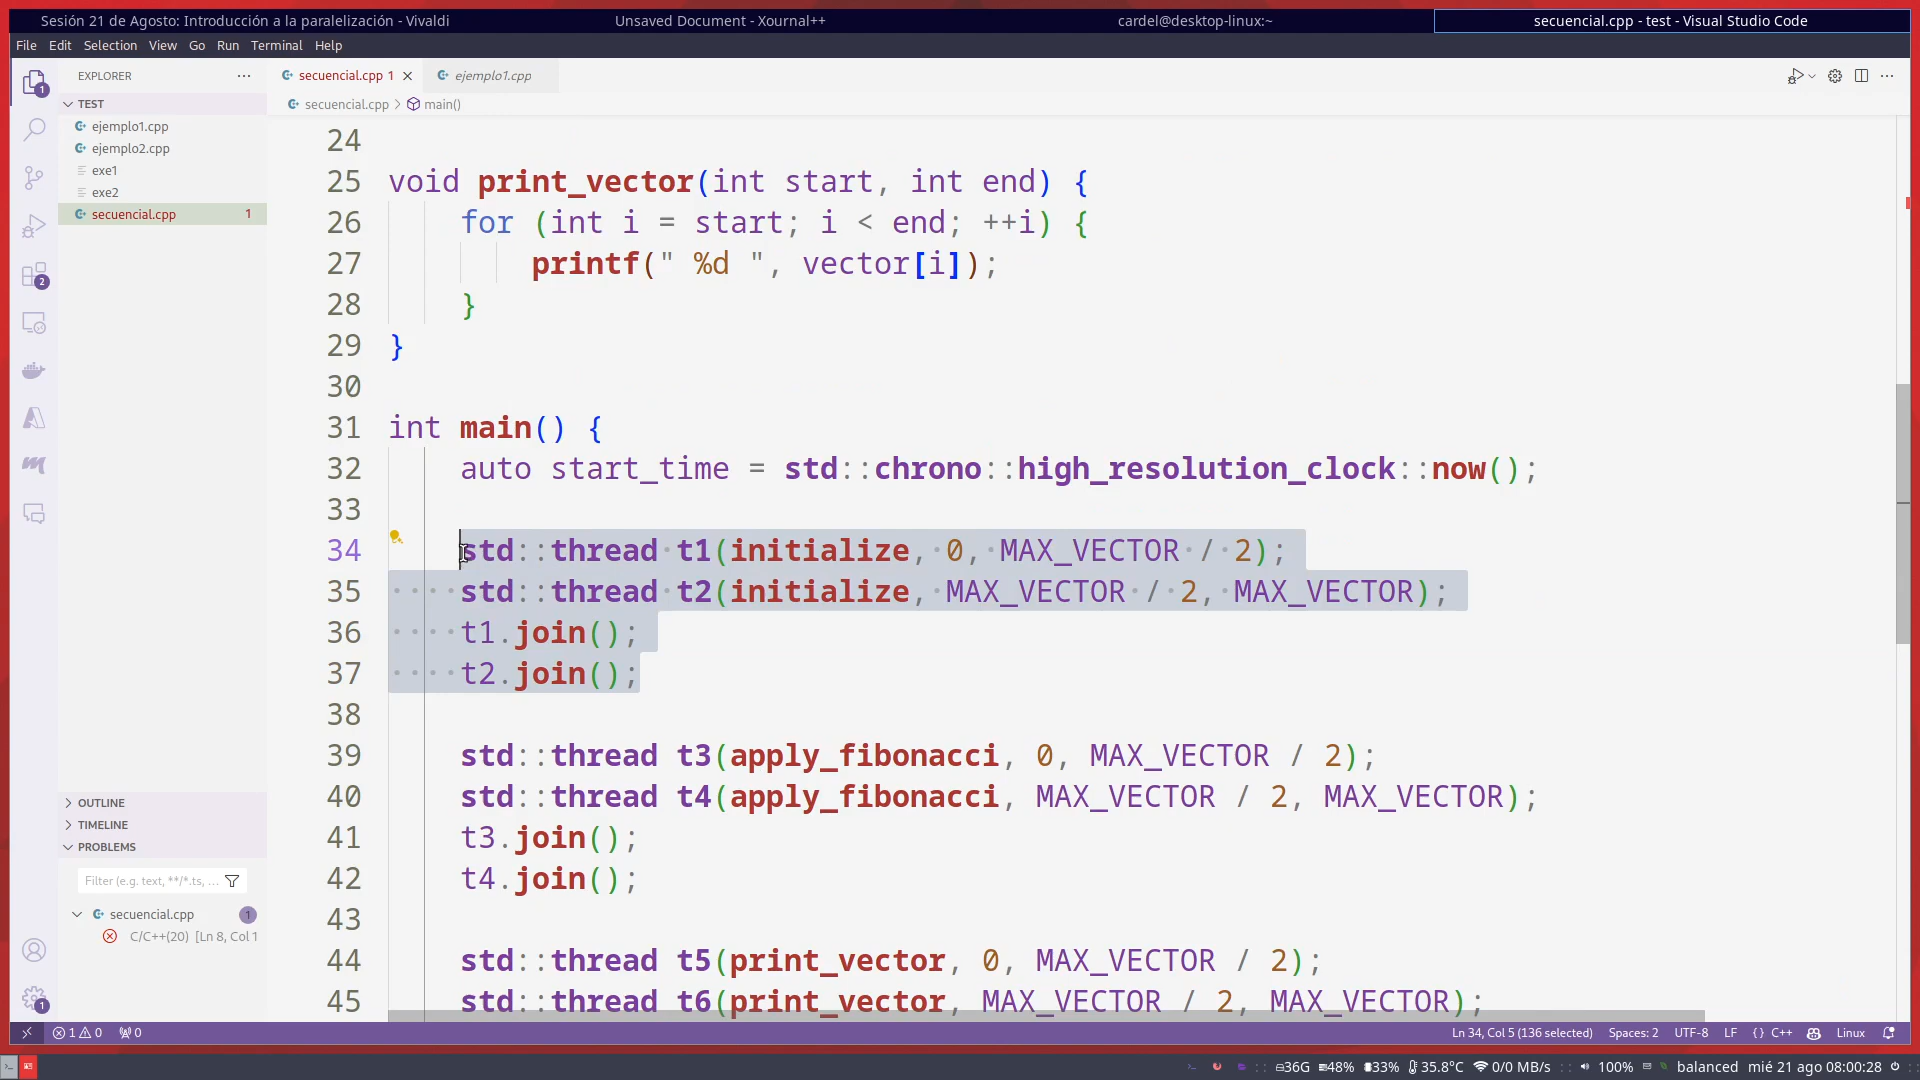 Sesión 21 de Agosto: Introducción a la paralelización - Vivaldi
Unsaved Document - Xournal++
cardel@desktop-linux:~
secuencial.cpp - test - Visual Studio Code
File Edit Selection View Go Run Terminal Help
EXPLORER
secuencial.cpp 1
ejemplo1.cpp
TEST
secuencial.cpp > main()
ejemplo1.cpp
ejemplo2.cpp
exe1
exe2
secuencial.cpp 1
24
25 void print_vector(int start, int end) {
26 for (int i = start; i < end; ++i) {
27 printf(" %d ", vector[i]);
28 }
29 }
30
31 int main() {
32 auto start_time = std::chrono::high_resolution_clock::now();
33
34 std::thread t1(initialize, 0, MAX_VECTOR / 2);
35 std::thread t2(initialize, MAX_VECTOR / 2, MAX_VECTOR);
36 t1.join();
37 t2.join();
38
39 std::thread t3(apply_fibonacci, 0, MAX_VECTOR / 2);
40 std::thread t4(apply_fibonacci, MAX_VECTOR / 2, MAX_VECTOR);
41 t3.join();
42 t4.join();
43
44 std::thread t5(print_vector, 0, MAX_VECTOR / 2);
45 std::thread t6(print_vector, MAX_VECTOR / 2, MAX_VECTOR);
1
2
1
OUTLINE
TIMELINE
PROBLEMS
Filter (e.g. text, **/*.ts, ...
secuencial.cpp 1
C/C++(20) [Ln 8, Col 1
1 0 0
Ln 34, Col 5 (136 selected) Spaces: 2 UTF-8 LF {} C++ Linux
36G 48% 33% 35.8°C 0/0 MB/s :: 100% balanced mié 21 ago 08:00:28